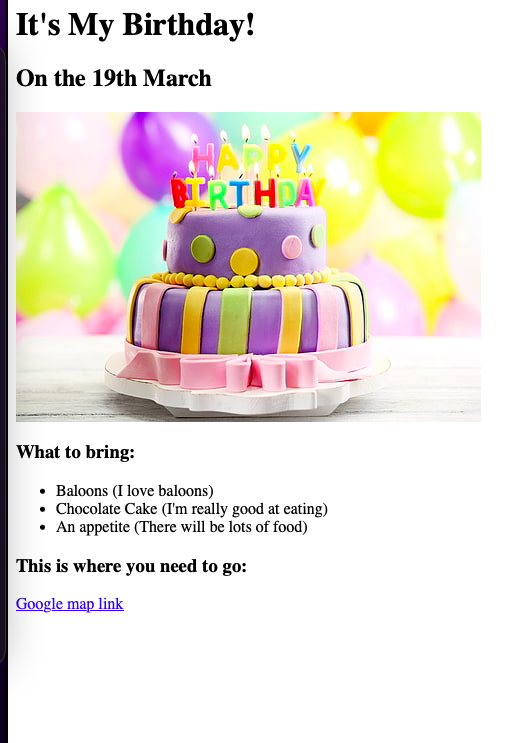 It's My Birthday!
On the 19th March
HAPPY
BIRTHDAY
What to bring:
Baloons (I love baloons)
Chocolate Cake (I'm really good at eating)
An appetite (There will be lots of food)
This is where you need to go:
Google map link